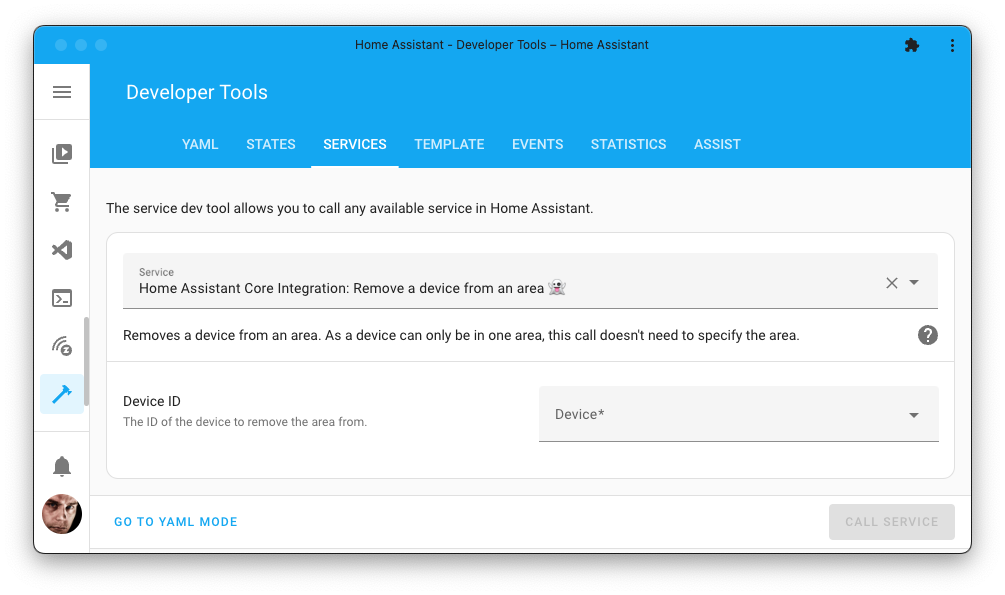 Home Assistant - Developer Tools – Home Assistant
Developer Tools
YAML STATES SERVICES TEMPLATE EVENTS STATISTICS ASSIST
The service dev tool allows you to call any available service in Home Assistant.
Service
Home Assistant Core Integration: Remove a device from an area 👻
Removes a device from an area. As a device can only be in one area, this call doesn't need to specify the area.
Device ID
The ID of the device to remove the area from.
Device*
GO TO YAML MODE
CALL SERVICE